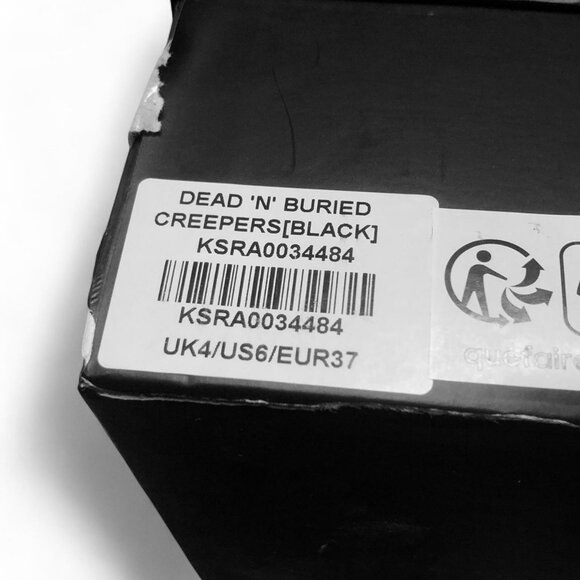 DEAD 'N' BURIED
CREEPERS[BLACK]
KSRA0034484
KSRA0034484
UK4/US6/EUR37